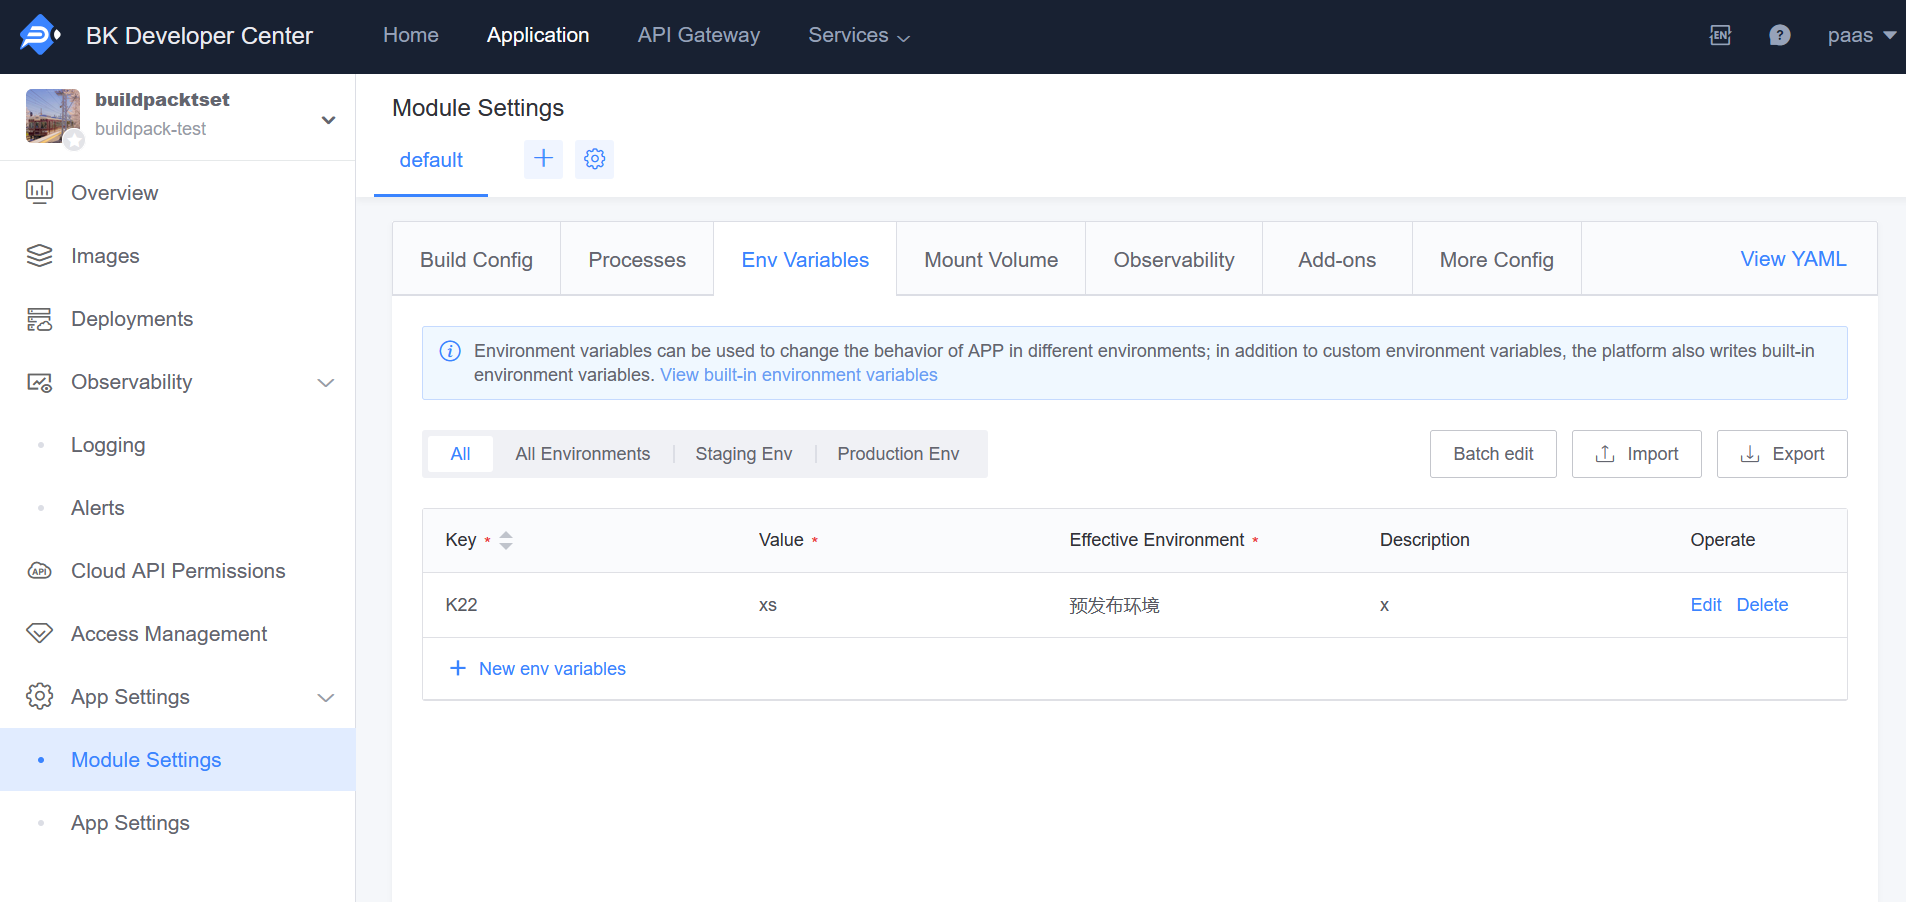 BK Developer Center
Home
Application
API Gateway
Services
EN
?
paas
buildpacktset
buildpack-test
Overview
Images
Deployments
Observability
Logging
Alerts
API
Cloud API Permissions
Access Management
App Settings
Module Settings
App Settings
Module Settings
default
Build Config
Processes
Env Variables
Mount Volume
Observability
Add-ons
More Config
View YAML
Environment variables can be used to change the behavior of APP in different environments; in addition to custom environment variables, the platform also writes built-in
environment variables. View built-in environment variables
All
All Environments
Staging Env
Production Env
Batch edit
Import
Export
Key *
Value *
Effective Environment *
Description
Operate
K22
xs
预发布环境
x
Edit Delete
+ New env variables